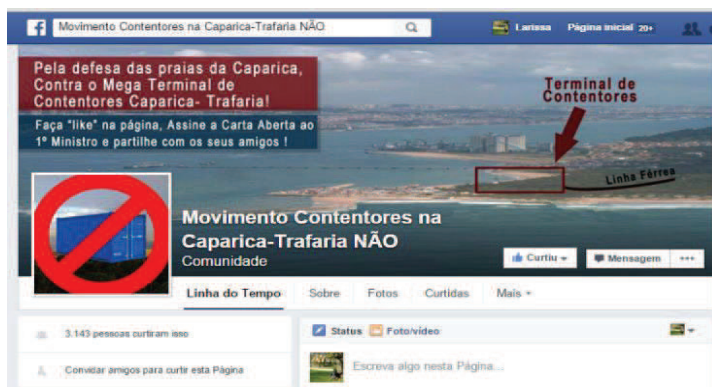 f Movimento Contentores na Caparica-Trafaria NÃO
Larissa Página inicial 20+
Pela defesa das praias da Caparica,
Contra o Mega Terminal de
Contentores Caparica- Trafaria!
Faça "like" na página, Assine a Carta Aberta ao
1º Ministro e partilhe com os seus amigos !
Terminal de
Contentores
Linha Férrea
Movimento Contentores na
Caparica-Trafaria NÃO
Comunidade
Curtiu
Mensagem
Linha do Tempo Sobre Fotos Curtidas Mais
3.143 pessoas curtiram isso
Convidar amigos para curtir esta Página
Status Foto/vídeo
Escreva algo nesta Página...